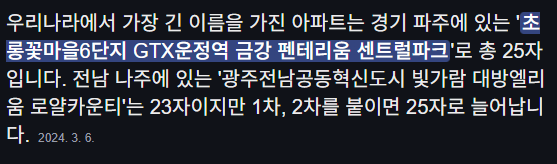 우리나라에서 가장 긴 이름을 가진 아파트는 경기 파주에 있는 '초
롱꽃마을6단지 GTX운정역 금강 펜테리움 센트럴파크'로 총 25자
입니다. 전남 나주에 있는 '광주전남공동혁신도시 빛가람 대방엘리
움 로얄카운티'는 23자이지만 1차, 2차를 붙이면 25자로 늘어납니
다. 2024. 3. 6.